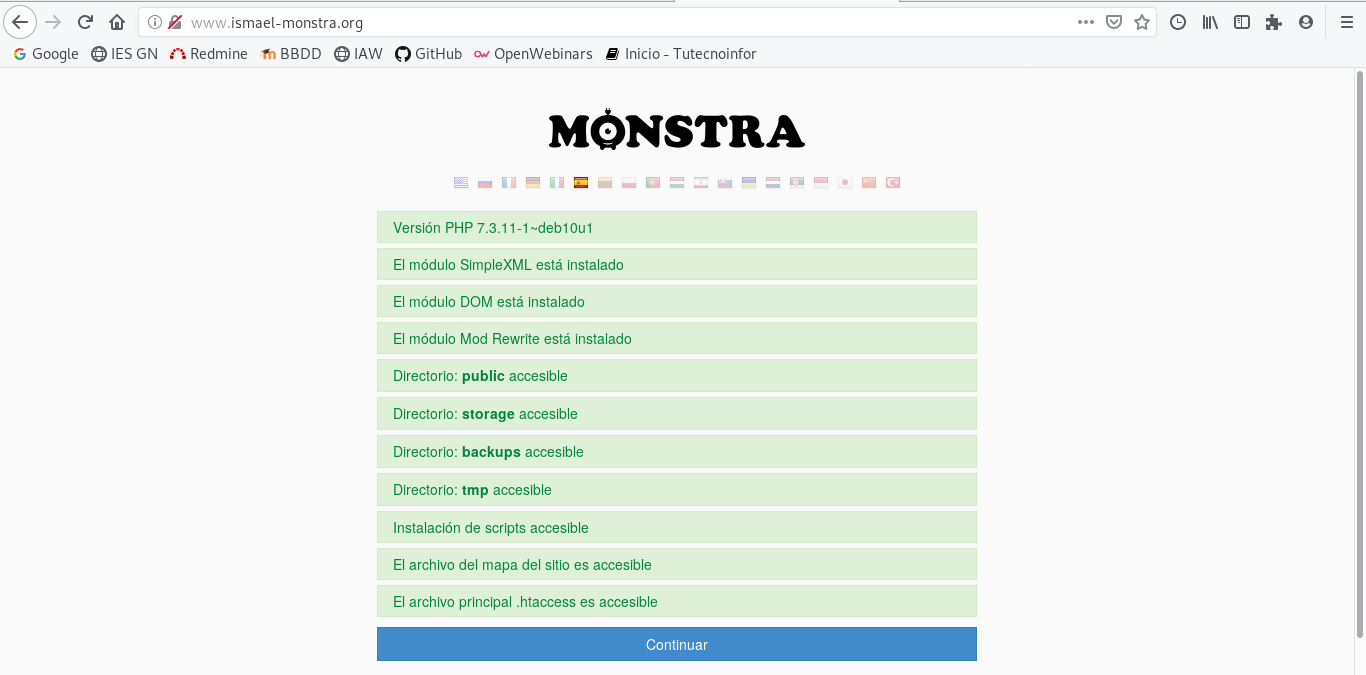 www.ismael-monstra.org
Google IES GN Redmine BBDD IAW GitHub OpenWebinars Inicio - Tutecnoinfor
MONSTRA
Versión PHP 7.3.11-1~deb10u1
El módulo SimpleXML está instalado
El módulo DOM está instalado
El módulo Mod Rewrite está instalado
Directorio: public accesible
Directorio: storage accesible
Directorio: backups accesible
Directorio: tmp accesible
Instalación de scripts accesible
El archivo del mapa del sitio es accesible
El archivo principal .htaccess es accesible
Continuar